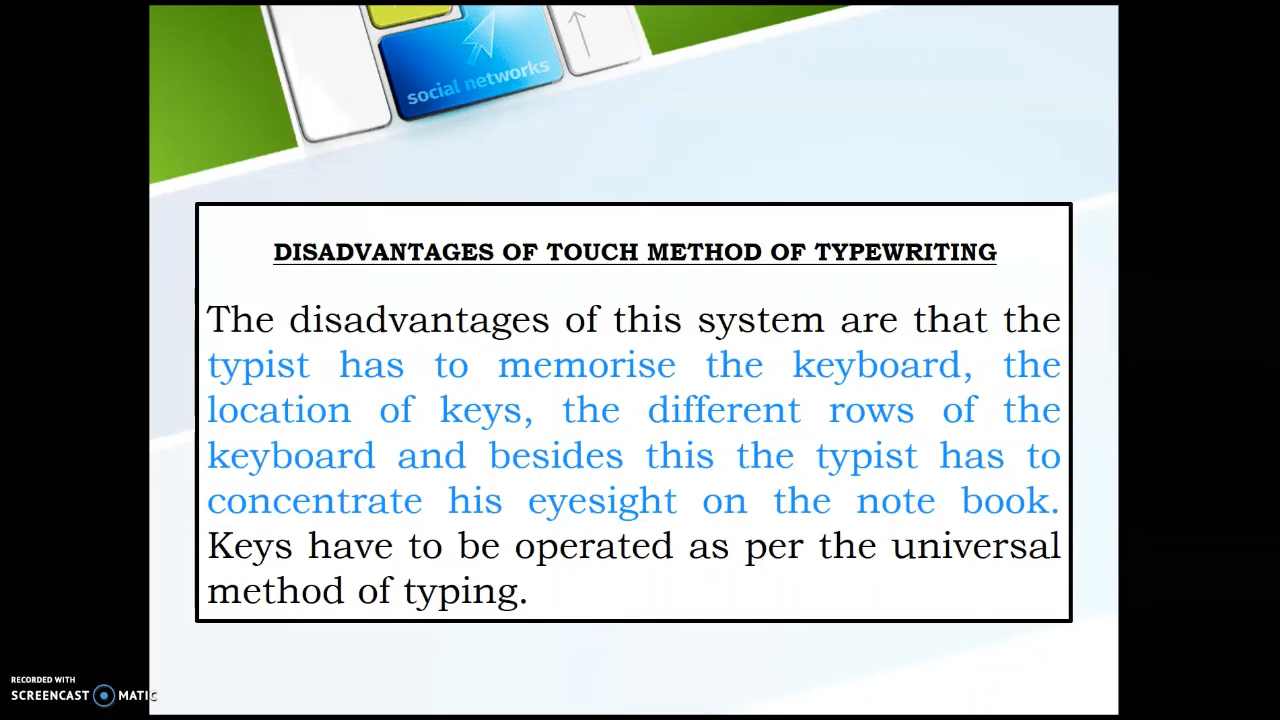 social networks
DISADVANTAGES OF TOUCH METHOD OF TYPEWRITING
The disadvantages of this system are that the
typist has to memorise the keyboard, the
location of keys, the different rows of the
keyboard and besides this the typist has to
concentrate his eyesight on the note book.
Keys have to be operated as per the universal
method of typing.
RECORDED WITH
SCREENCAST MATIC